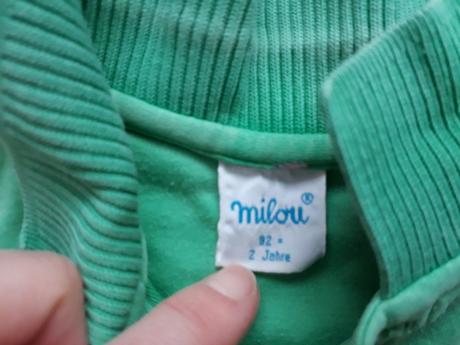 milou®
92 =
2 Jahre